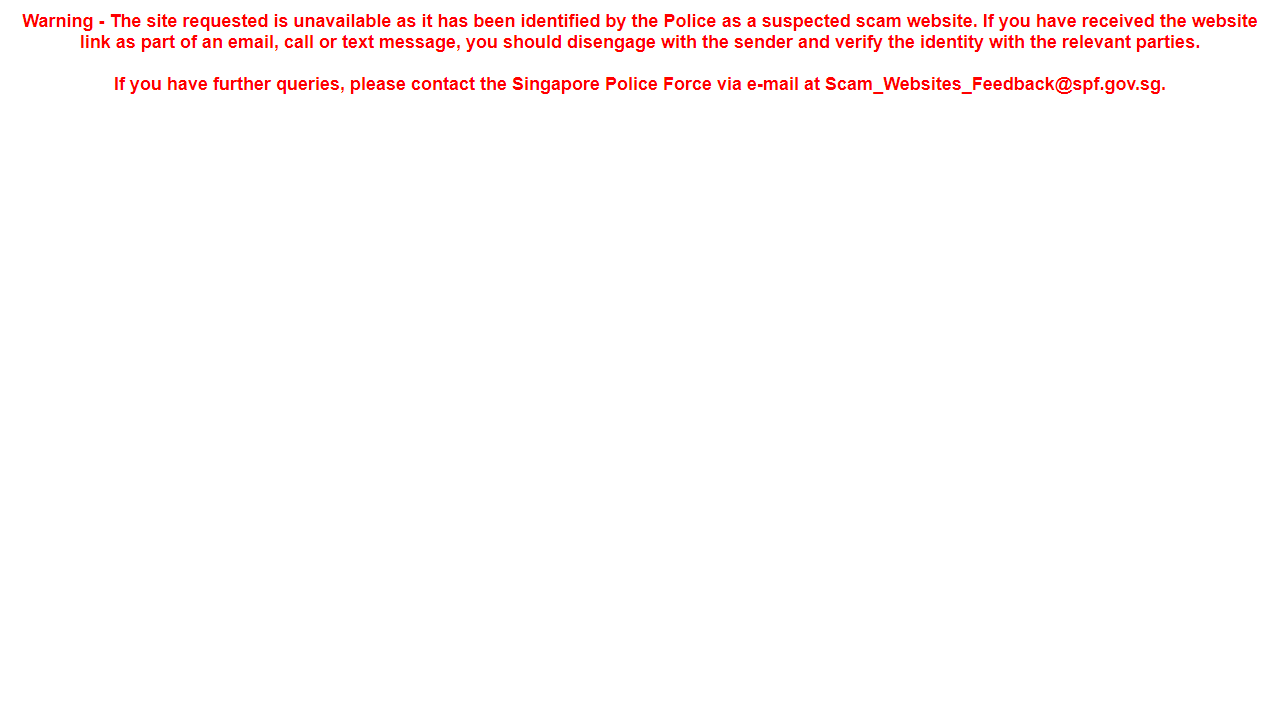 Warning - The site requested is unavailable as it has been identified by the Police as a suspected scam website. If you have received the website
link as part of an email, call or text message, you should disengage with the sender and verify the identity with the relevant parties.
If you have further queries, please contact the Singapore Police Force via e-mail at Scam_Websites_Feedback@spf.gov.sg.